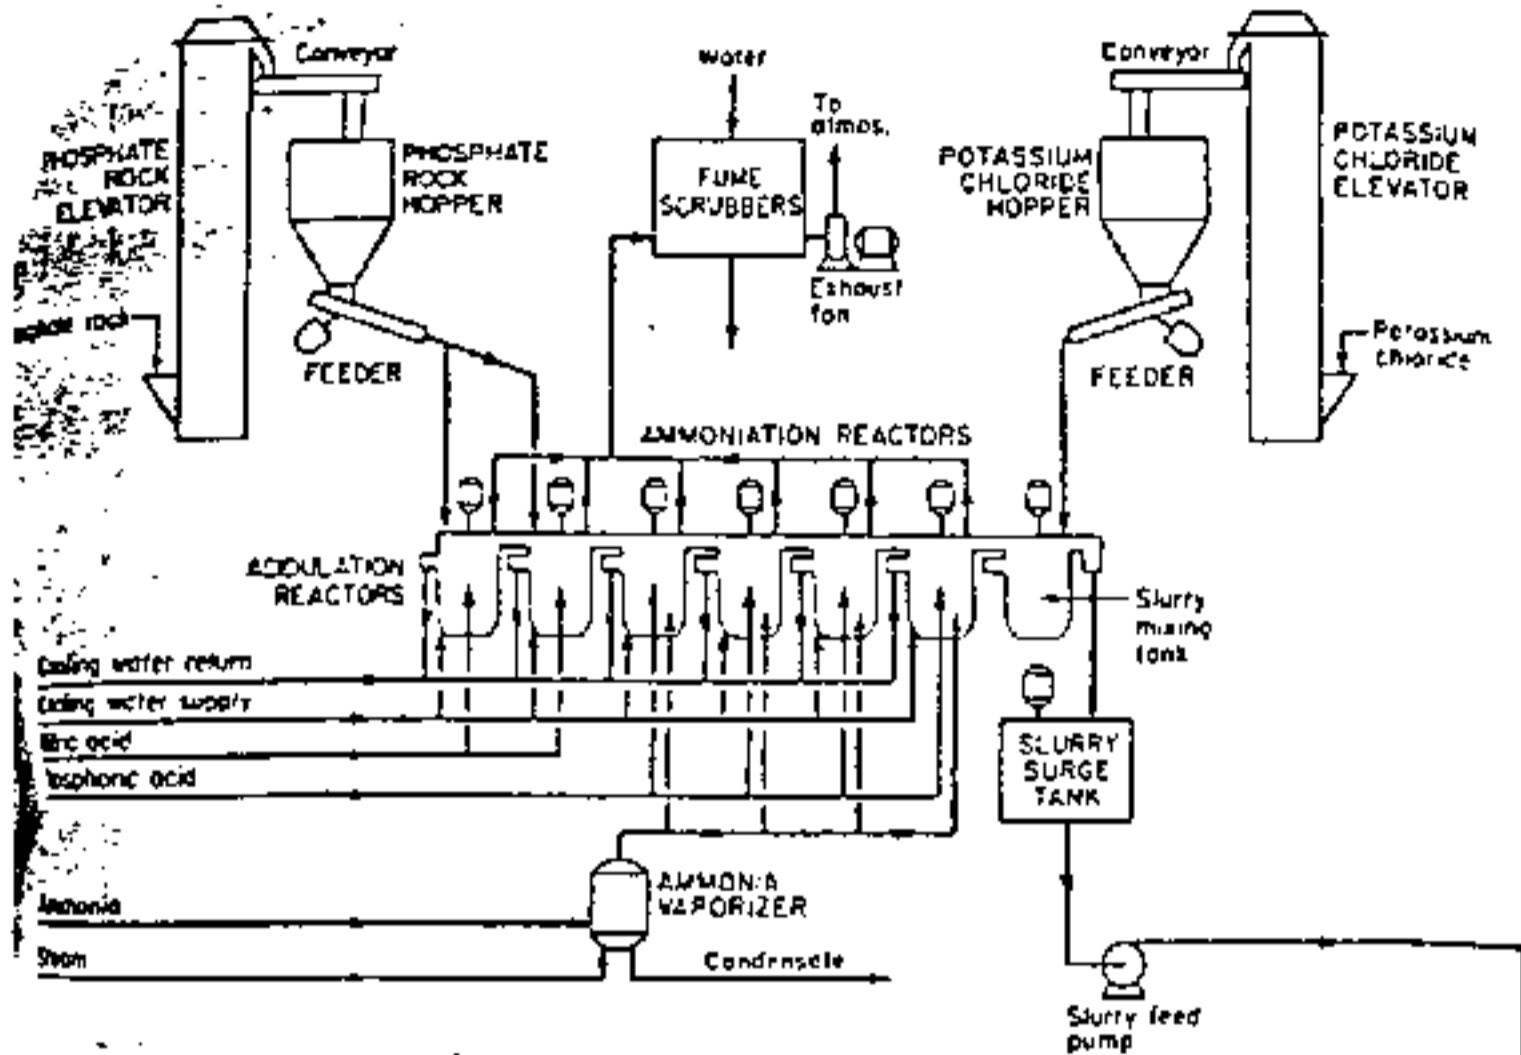 Conveyor
PHOSPHATE
ROCK
ELEVATOR
PHOSPHATE
ROCK
HOPPER
rock
FEEDER
Water
To
atmos.
FUME
SCRUBBERS
Exhaust
fan
Conveyor
POTASSIUM
CHLORIDE
HOPPER
POTASSIUM
CHLORIDE
ELEVATOR
FEEDER
Potassium
chloride
AMMONIATION REACTORS
ACIDULATION
REACTORS
Slurry
mixing
tank
Cooling water return
Cooling water supply
acid
acid
SLURRY
SURGE
TANK
AMMONIA
VAPORIZER
Ammonia
Steam
Condensate
Slurry feed
pump